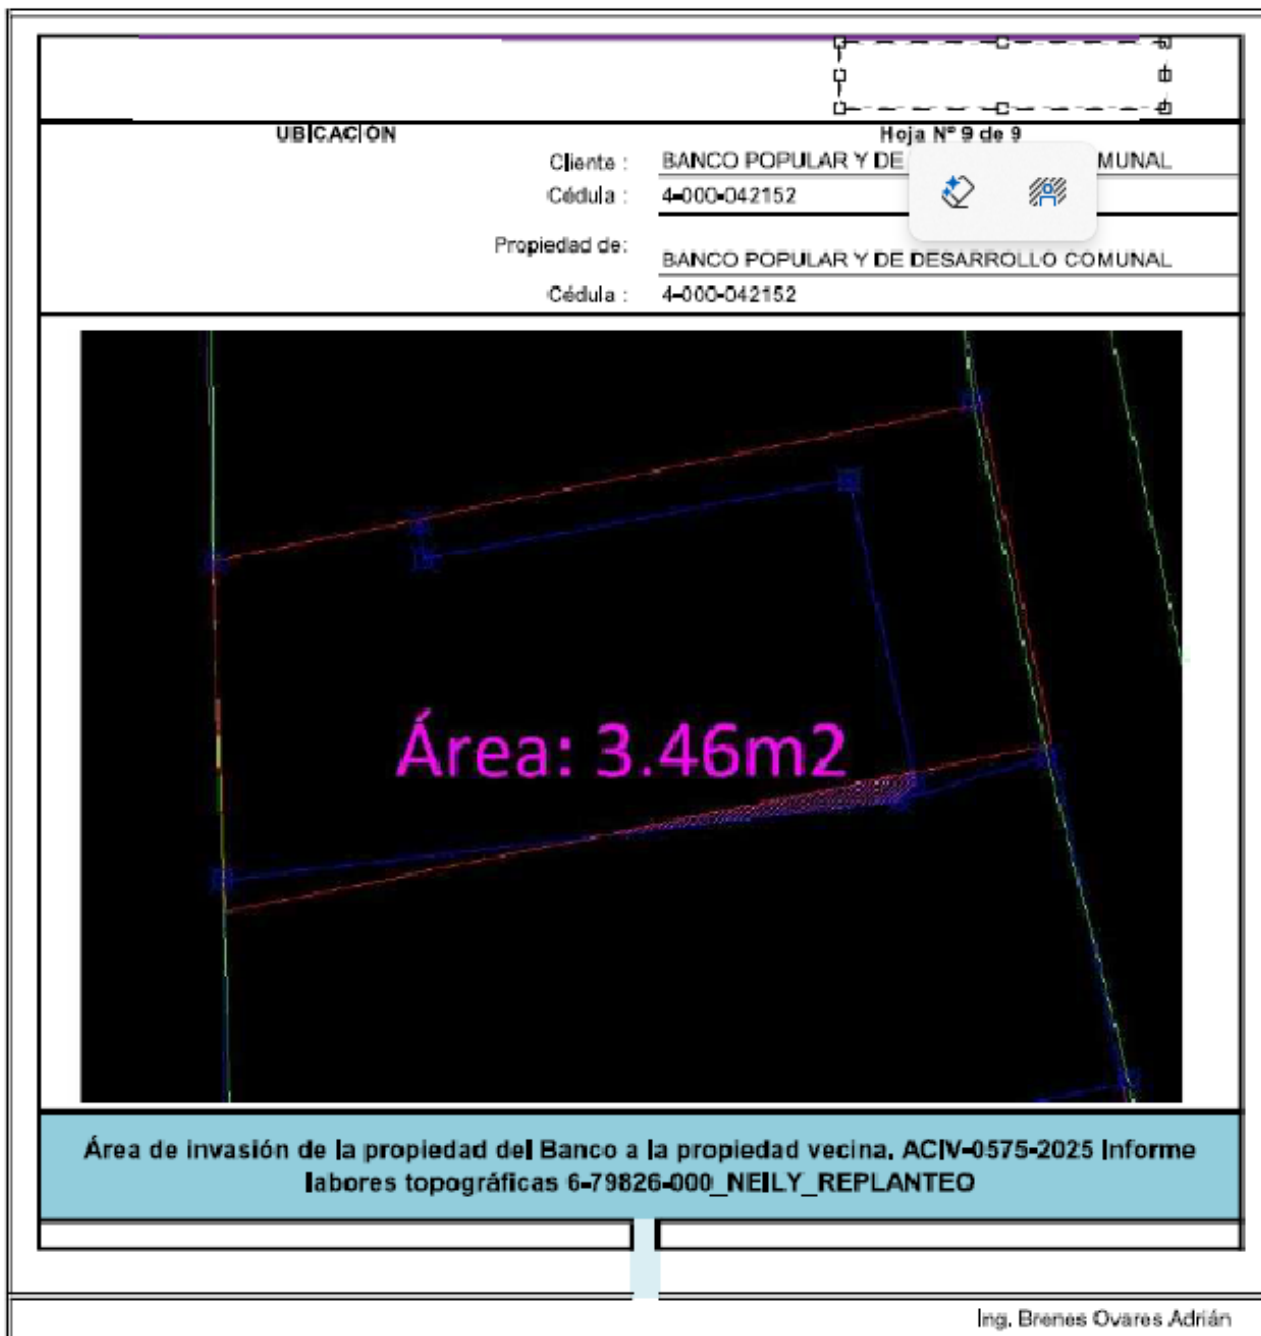 UBICACIÓN
Hoja Nº 9 de 9
Cliente : BANCO POPULAR Y DE MUNAL
Cédula : 4-000-042152
Propiedad de: BANCO POPULAR Y DE DESARROLLO COMUNAL
Cédula : 4-000-042152
Área: 3.46m2
Área de invasión de la propiedad del Banco a la propiedad vecina, ACIV-0575-2025 Informe
labores topográficas 6-79826-000_NEILY_REPLANTEO
Ing. Brenes Ovares Adrián